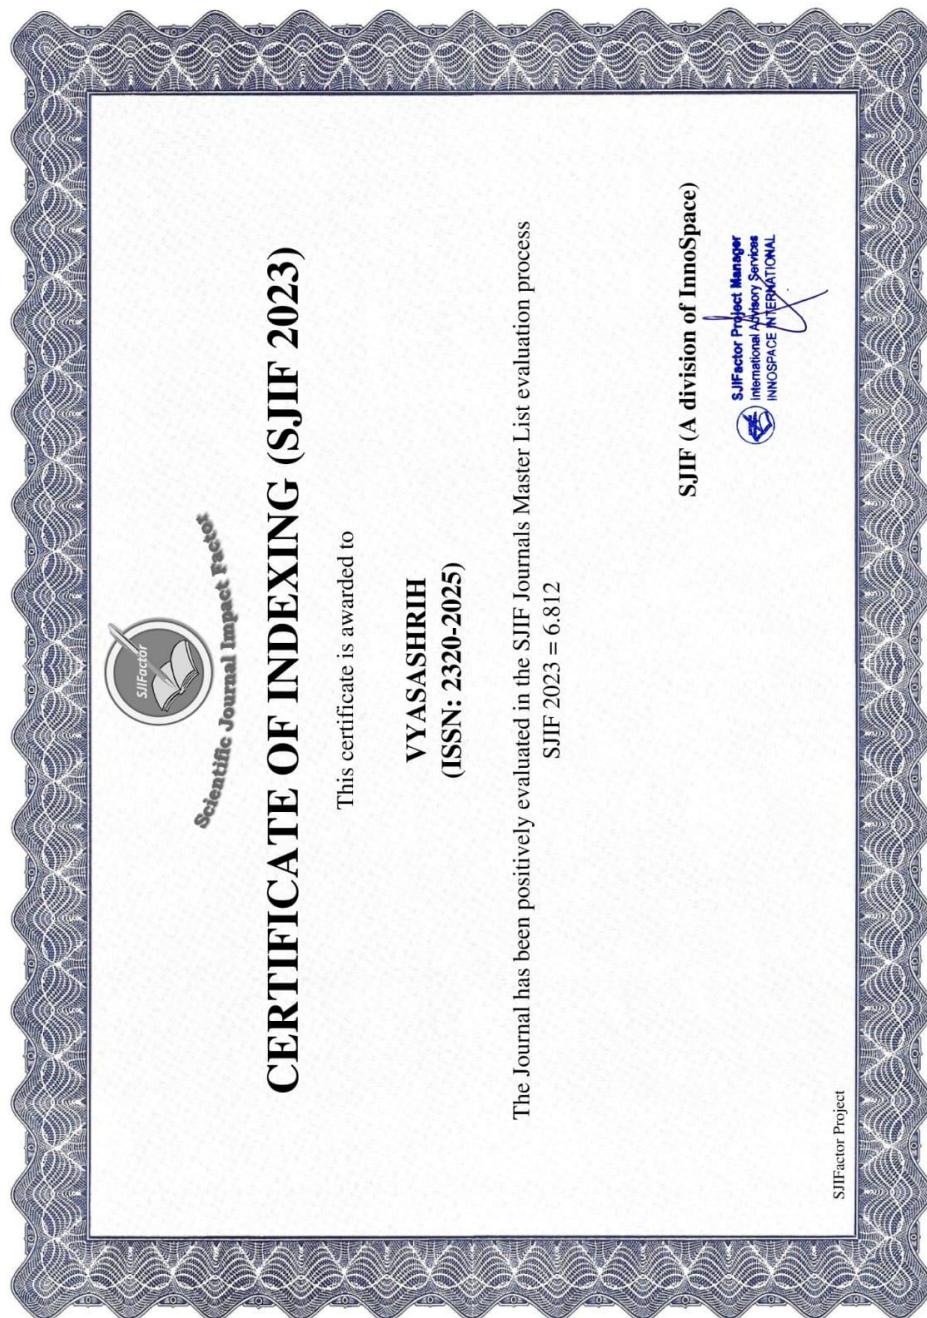 SJIFactor
Scientific Journal Impact Factor
CERTIFICATE OF INDEXING (SJIF 2023)
This certificate is awarded to
VYASASHRIH
(ISSN: 2320-2025)
The Journal has been positively evaluated in the SJIF Journals Master List evaluation process
SJIF 2023 = 6.812
SJIF (A division of InnoSpace)
SJIFactor Project Manager
International Advisory Services
INNOSPACE INTERNATIONAL
SJIFactor Project